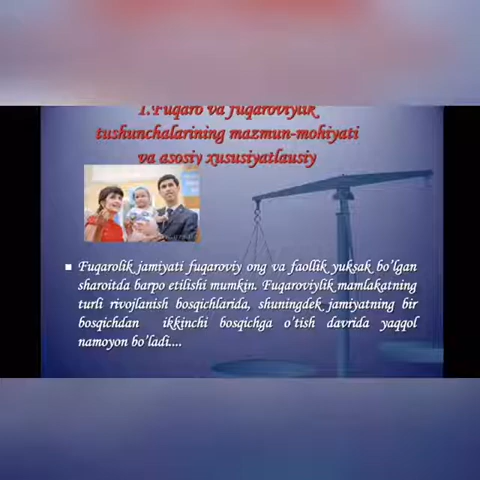 1.Fuqaro va fuqaroviylik
tushunchalarining mazmun-mohiyati
va asosiy xususiyatlausiy
Fuqarolik jamiyati fuqaroviy ong va faollik yuksak bo'lgan
sharoitda barpo etilishi mumkin. Fuqaroviylik mamlakatning
turli rivojlanish bosqichlarida, shuningdek jamiyatning bir
bosqichdan ikkinchi bosqichga o'tish davrida yaqqol
namoyon bo'ladi....